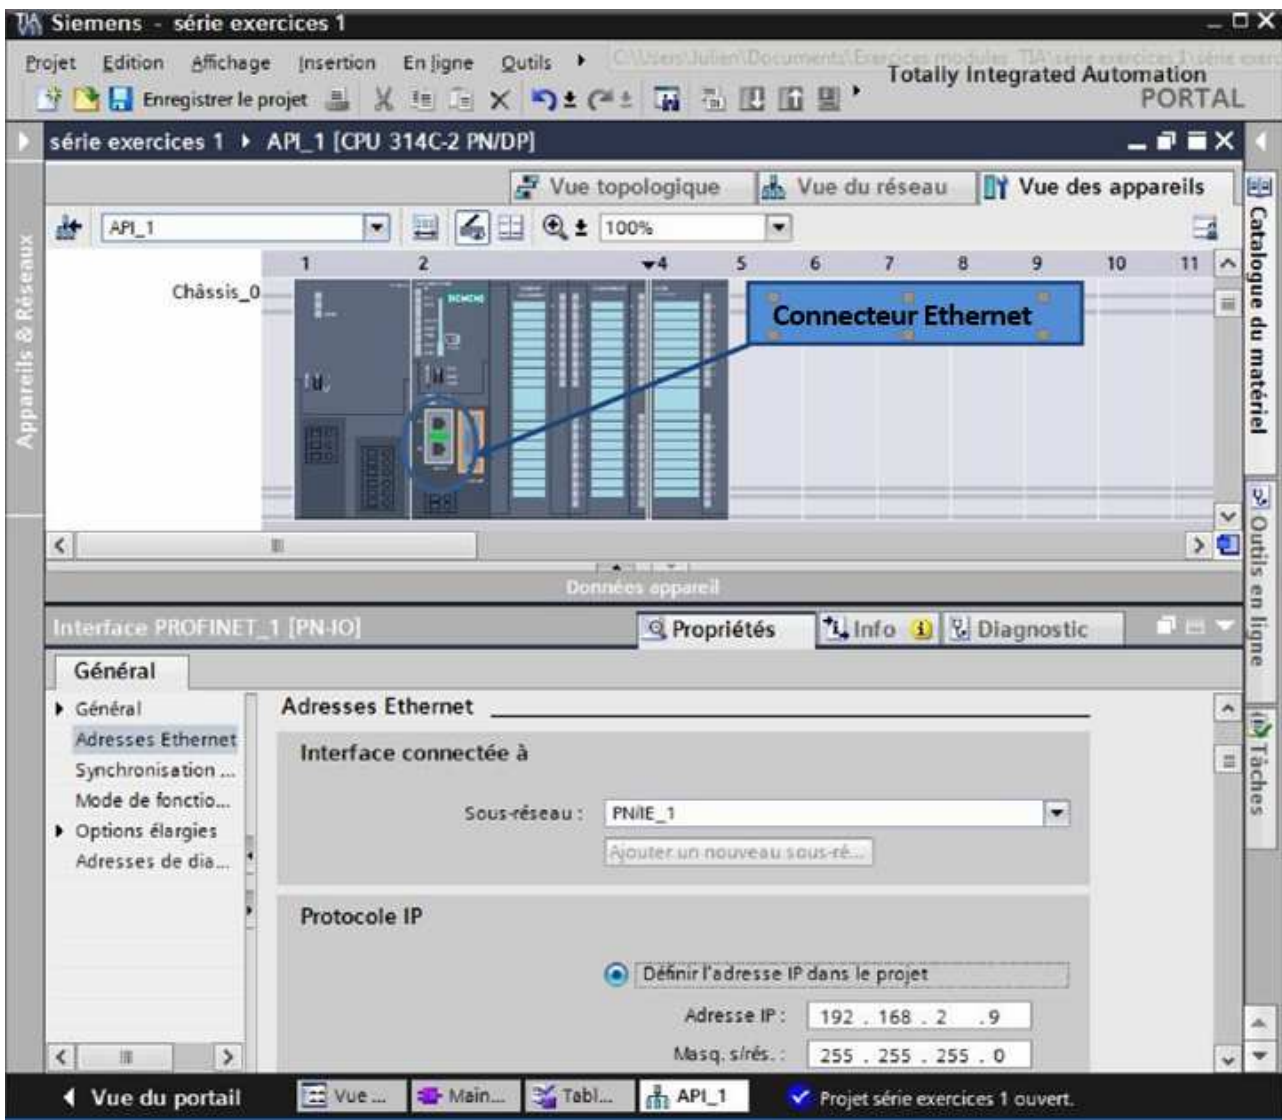 Siemens - série exercices 1
Projet Edition Affichage Insertion En ligne Outils
Totally Integrated Automation
PORTAL
Enregistrer le projet
série exercices 1 API_1 [CPU 314C-2 PN/DP]
Vue topologique Vue du réseau Vue des appareils
API_1 100%
1 2 4 5 6 7 8 9 10 11
Châssis_0
SIEMENS
Connecteur Ethernet
Appareils & Réseaux
Catalogue du matériel
Outils en ligne
Tâches
Données appareil
Interface PROFINET_1 [PN-IO]
Propriétés Info Diagnostic
Général
Général
Adresses Ethernet
Synchronisation ...
Mode de fonctio...
Options élargies
Adresses de dia...
Adresses Ethernet
Interface connectée à
Sous-réseau : PN/IE_1
Ajouter un nouveau sous-ré...
Protocole IP
Définir l'adresse IP dans le projet
Adresse IP : 192 . 168 . 2 . 9
Masq. s/rés. : 255 . 255 . 255 . 0
Vue du portail Vue ... Main... Tabl... API_1 Projet série exercices 1 ouvert.